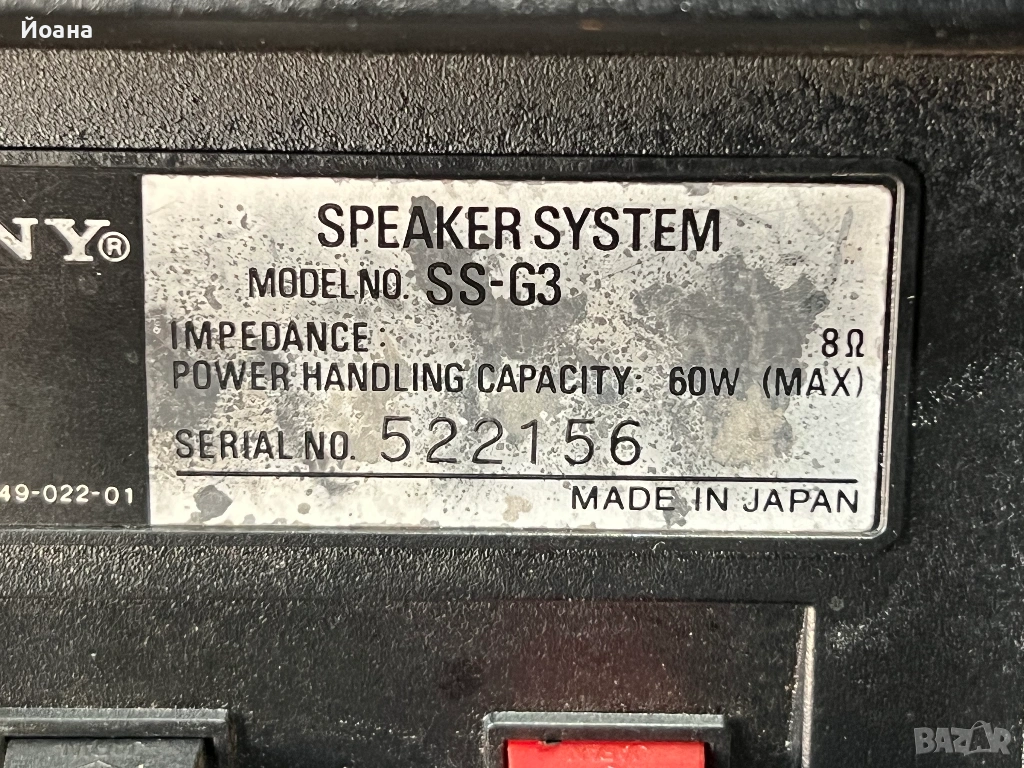 Йоана
NY®
SPEAKER SYSTEM
MODEL NO. SS-G3
IMPEDANCE: 8Ω
POWER HANDLING CAPACITY: 60W (MAX)
SERIAL NO. 522156
49-022-01
MADE IN JAPAN
BAZAR